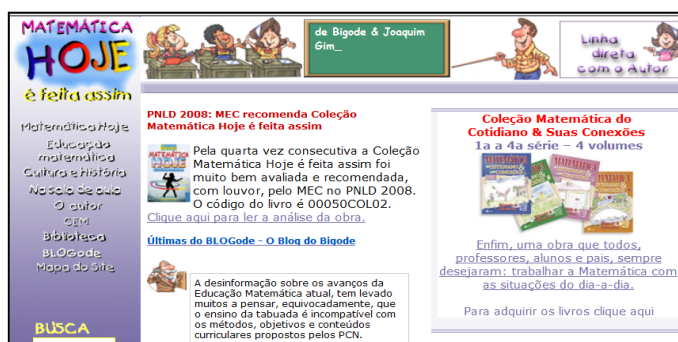 MATEMÁTICA
HOJE
é feita assim
Matemática Hoje
Educação
matemática
Cultura e História
Na sala de aula
O autor
CEM
Biblioteca
BLOGode
Mapa do Site
BUSCA
de Bigode & Joaquim
Gim_
Linha
direta
com o Autor
PNLD 2008: MEC recomenda Coleção
Matemática Hoje é feita assim
MATEMÁTICA
HOJE
Pela quarta vez consecutiva a Coleção
Matemática Hoje é feita assim foi
muito bem avaliada e recomendada,
com louvor, pelo MEC no PNLD 2008.
O código do livro é 00050COL02.
Clique aqui para ler a análise da obra.
Últimas do BLOGode - O Blog do Bigode
A desinformação sobre os avanços da
Educação Matemática atual, tem levado
muitos a pensar, equivocadamente, que
o ensino da tabuada é incompatível com
os métodos, objetivos e conteúdos
curriculares propostos pelos PCN.
Coleção Matemática do
Cotidiano & Suas Conexões
1a a 4a série – 4 volumes
Enfim, uma obra que todos,
professores, alunos e pais, sempre
desejaram: trabalhar a Matemática com
as situações do dia-a-dia.
Para adquirir os livros clique aqui